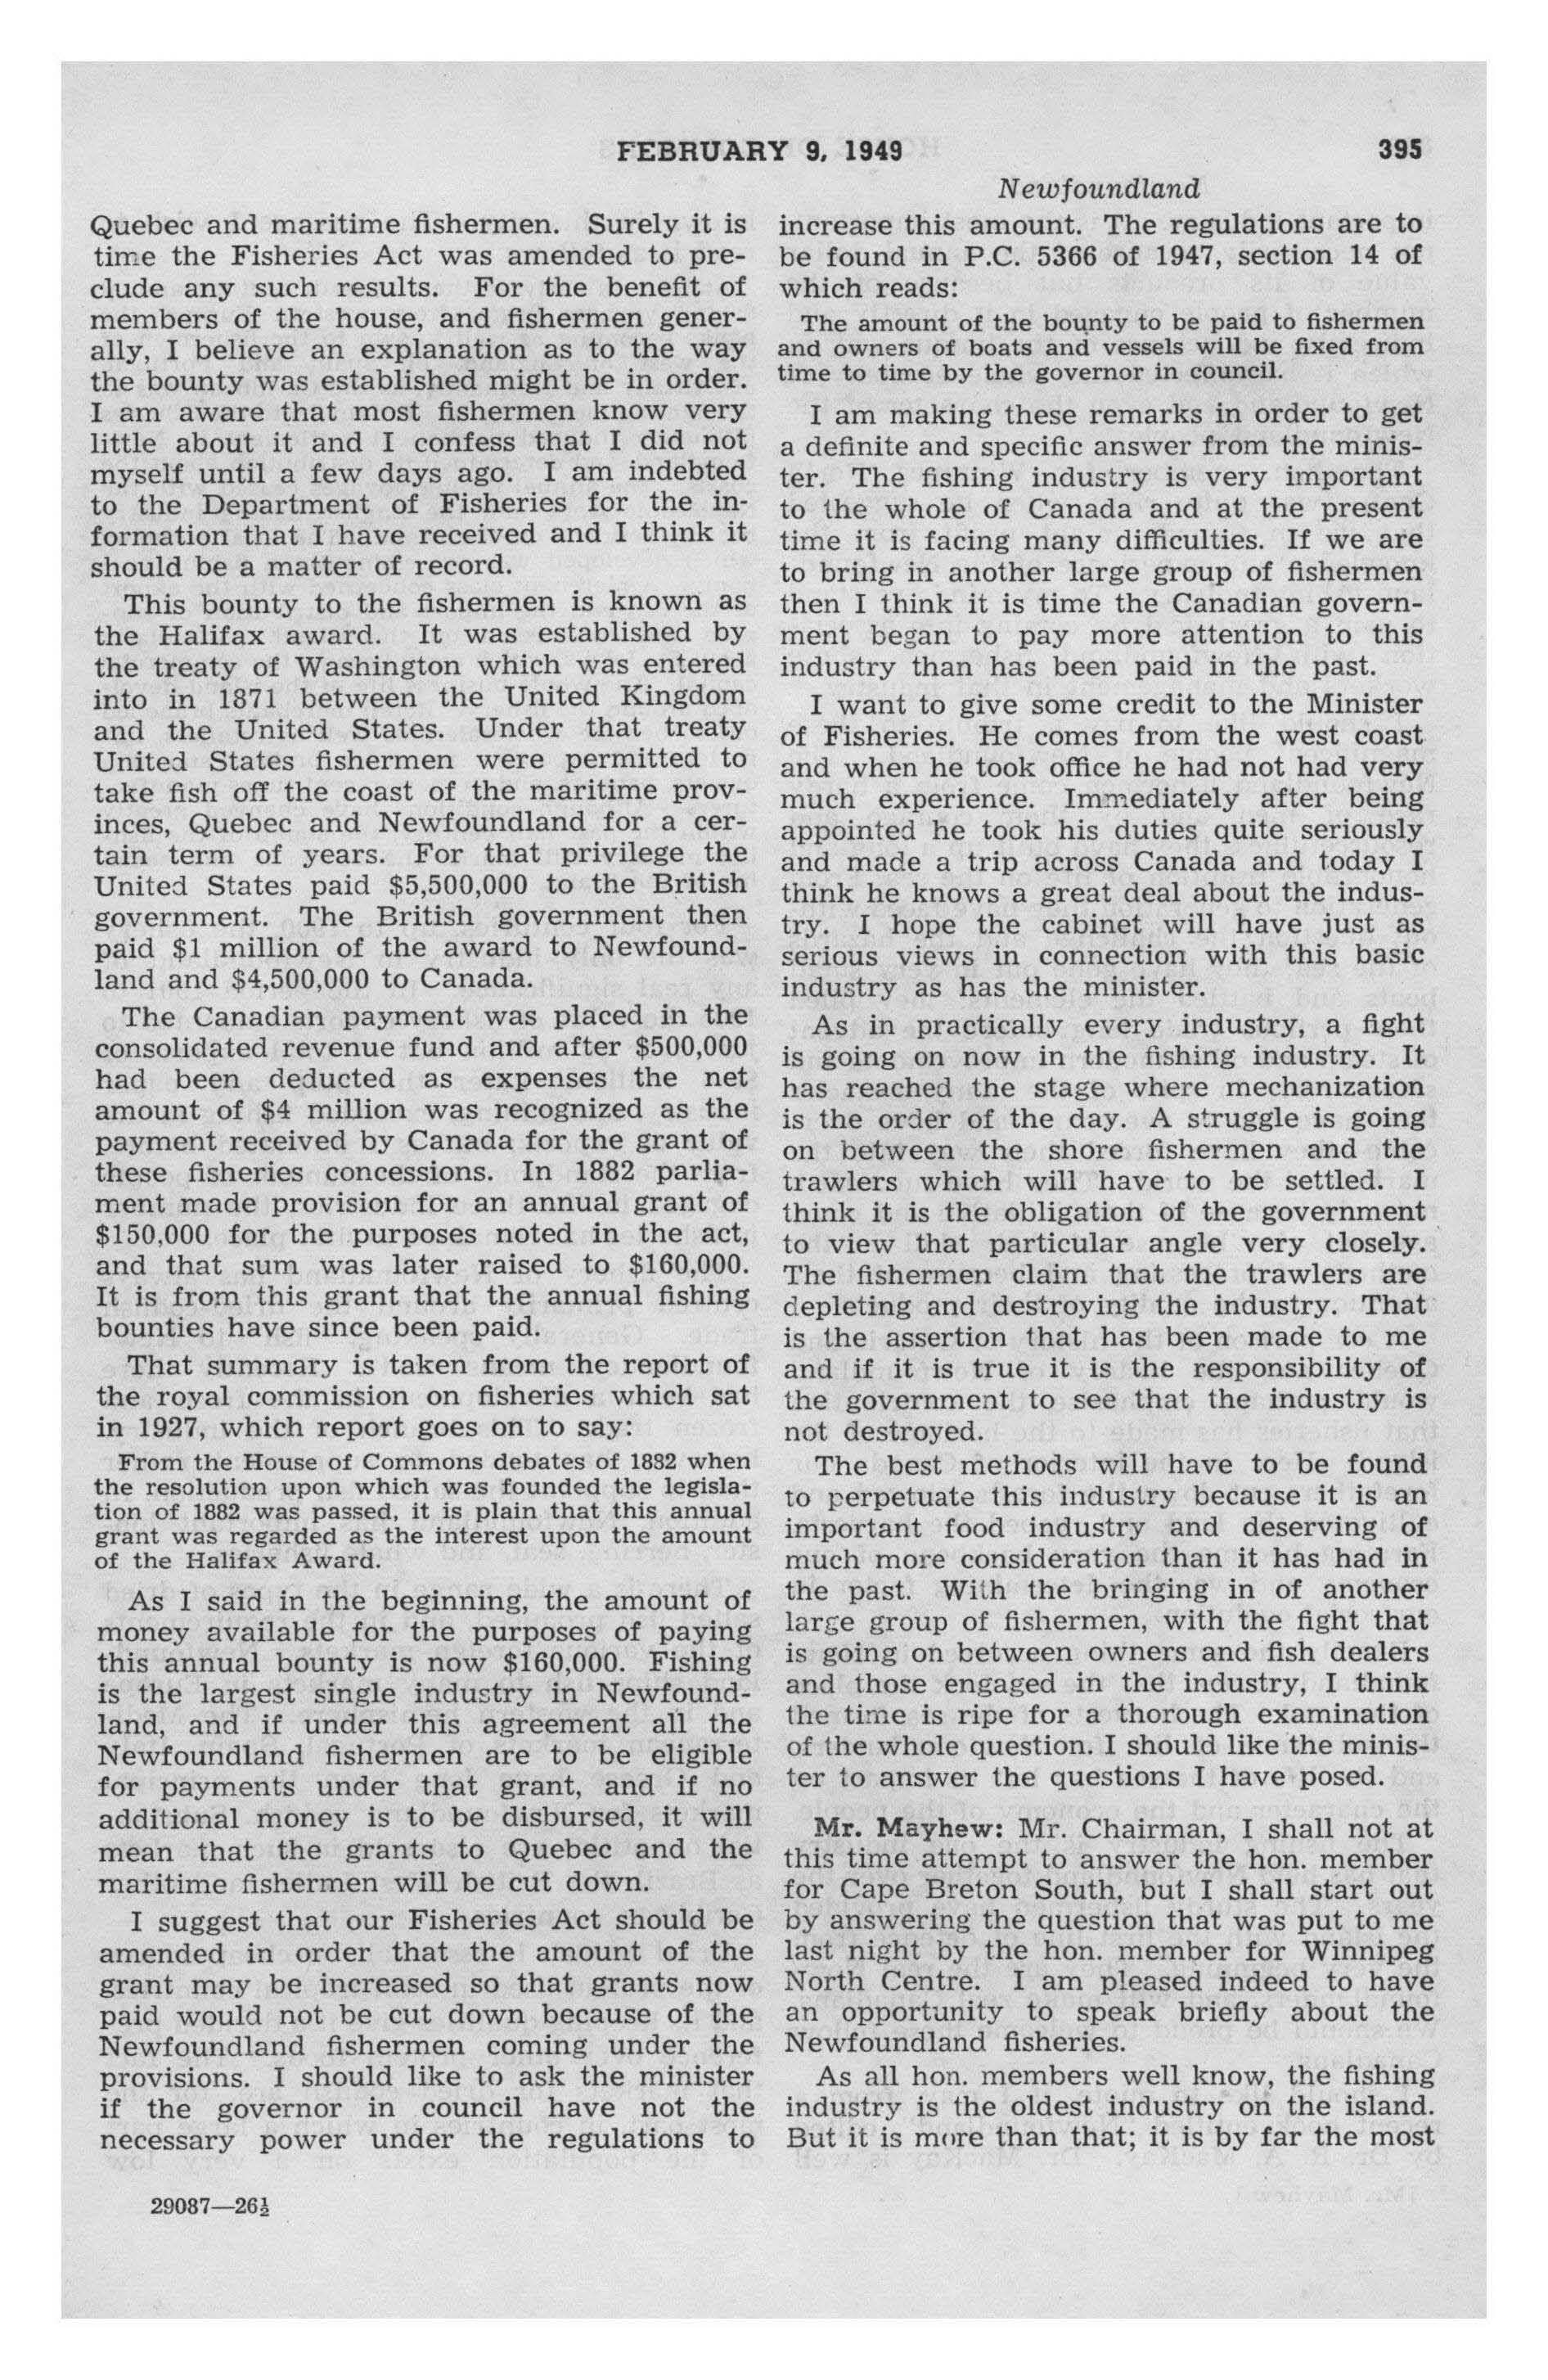 FEBRUARY 9, 1949
395
Newfoundland
Quebec and maritime fishermen. Surely it is
time the Fisheries Act was amended to pre-
clude any such results. For the benefit of
members of the house, and fishermen gener-
ally, I believe an explanation as to the way
the bounty was established might be in order.
I am aware that most fishermen know very
little about it and I confess that I did not
myself until a few days ago. I am indebted
to the Department of Fisheries for the in-
formation that I have received and I think it
should be a matter of record.
This bounty to the fishermen is known as
the Halifax award. It was established by
the treaty of Washington which was entered
into in 1871 between the United Kingdom
and the United States. Under that treaty
United States fishermen were permitted to
take fish off the coast of the maritime prov-
inces, Quebec and Newfoundland for a cer-
tain term of years. For that privilege the
United States paid $5,500,000 to the British
government. The British government then
paid $1 million of the award to Newfound-
land and $4,500,000 to Canada.
The Canadian payment was placed in the
consolidated revenue fund and after $500,000
had been deducted as expenses the net
amount of $4 million was recognized as the
payment received by Canada for the grant of
these fisheries concessions. In 1882 parlia-
ment made provision for an annual grant of
$150,000 for the purposes noted in the act,
and that sum was later raised to $160,000.
It is from this grant that the annual fishing
bounties have since been paid.
That summary is taken from the report of
the royal commission on fisheries which sat
in 1927, which report goes on to say:
From the House of Commons debates of 1882 when
the resolution upon which was founded the legisla-
tion of 1882 was passed, it is plain that this annual
grant was regarded as the interest upon the amount
of the Halifax Award.
As I said in the beginning, the amount of
money available for the purposes of paying
this annual bounty is now $160,000. Fishing
is the largest single industry in Newfound-
land, and if under this agreement all the
Newfoundland fishermen are to be eligible
for payments under that grant, and if no
additional money is to be disbursed, it will
mean that the grants to Quebec and the
maritime fishermen will be cut down.
I suggest that our Fisheries Act should be
amended in order that the amount of the
grant may be increased so that grants now
paid would not be cut down because of the
Newfoundland fishermen coming under the
provisions. I should like to ask the minister
if the governor in council have not the
necessary power under the regulations to
increase this amount. The regulations are to
be found in P.C. 5366 of 1947, section 14 of
which reads:
The amount of the bounty to be paid to fishermen
and owners of boats and vessels will be fixed from
time to time by the governor in council.
I am making these remarks in order to get
a definite and specific answer from the minis-
ter. The fishing industry is very important
to the whole of Canada and at the present
time it is facing many difficulties. If we are
to bring in another large group of fishermen
then I think it is time the Canadian govern-
ment began to pay more attention to this
industry than has been paid in the past.
I want to give some credit to the Minister
of Fisheries. He comes from the west coast
and when he took office he had not had very
much experience. Immediately after being
appointed he took his duties quite seriously
and made a trip across Canada and today I
think he knows a great deal about the indus-
try. I hope the cabinet will have just as
serious views in connection with this basic
industry as has the minister.
As in practically every industry, a fight
is going on now in the fishing industry. It
has reached the stage where mechanization
is the order of the day. A struggle is going
on between the shore fishermen and the
trawlers which will have to be settled. I
think it is the obligation of the government
to view that particular angle very closely.
The fishermen claim that the trawlers are
depleting and destroying the industry. That
is the assertion that has been made to me
and if it is true it is the responsibility of
the government to see that the industry is
not destroyed.
The best methods will have to be found
to perpetuate this industry because it is an
important food industry and deserving of
much more consideration than it has had in
the past. With the bringing in of another
large group of fishermen, with the fight that
is going on between owners and fish dealers
and those engaged in the industry, I think
the time is ripe for a thorough examination
of the whole question. I should like the minis-
ter to answer the questions I have posed.
Mr. Mayhew: Mr. Chairman, I shall not at
this time attempt to answer the hon. member
for Cape Breton South, but I shall start out
by answering the question that was put to me
last night by the hon. member for Winnipeg
North Centre. I am pleased indeed to have
an opportunity to speak briefly about the
Newfoundland fisheries.
As all hon. members well know, the fishing
industry is the oldest industry on the island.
But it is more than that; it is by far the most
29087—26½